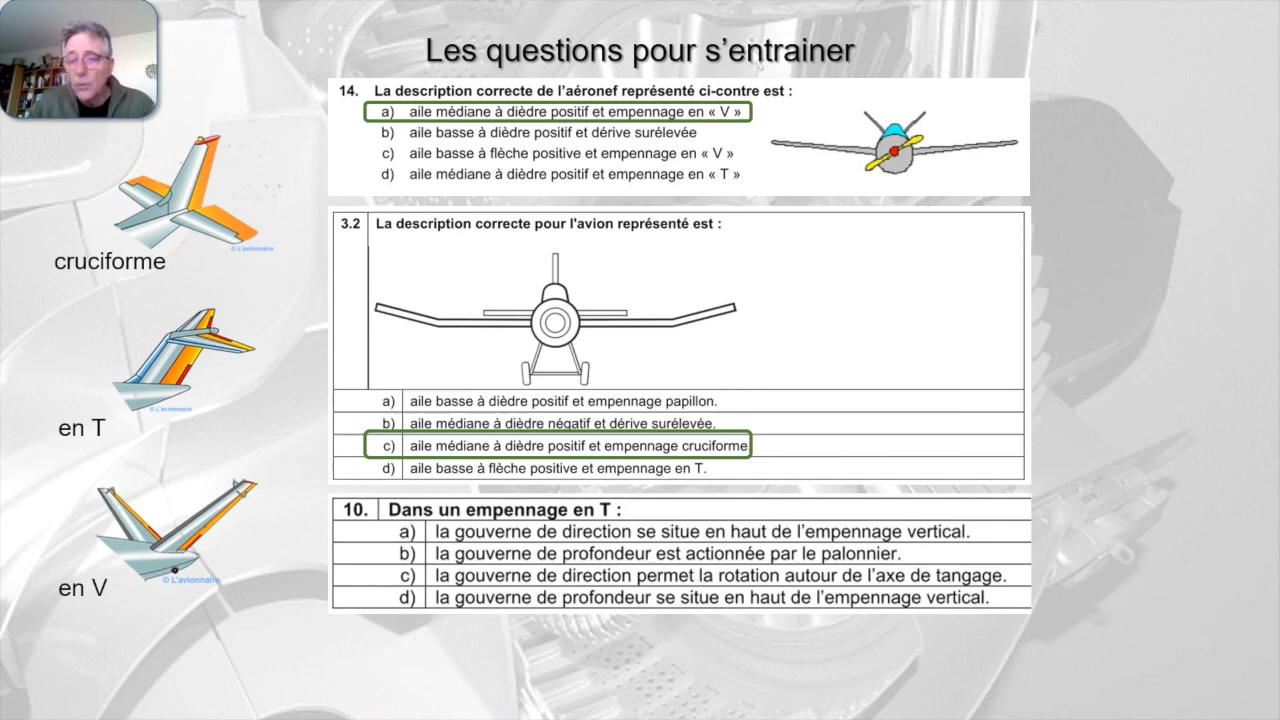 Les questions pour s’entrainer
14. La description correcte de l’aéronef représenté ci-contre est :
a) aile médiane à dièdre positif et empennage en « V »
b) aile basse à dièdre positif et dérive surélevée
c) aile basse à flèche positive et empennage en « V »
d) aile médiane à dièdre positif et empennage en « T »
© L'avionnaire
cruciforme
3.2 La description correcte pour l'avion représenté est :
a) aile basse à dièdre positif et empennage papillon.
b) aile médiane à dièdre négatif et dérive surélevée.
c) aile médiane à dièdre positif et empennage cruciforme
d) aile basse à flèche positive et empennage en T.
© L'avionnaire
en T
10. Dans un empennage en T :
a) la gouverne de direction se situe en haut de l’empennage vertical.
b) la gouverne de profondeur est actionnée par le palonnier.
c) la gouverne de direction permet la rotation autour de l’axe de tangage.
d) la gouverne de profondeur se situe en haut de l’empennage vertical.
© L'avionnaire
en V